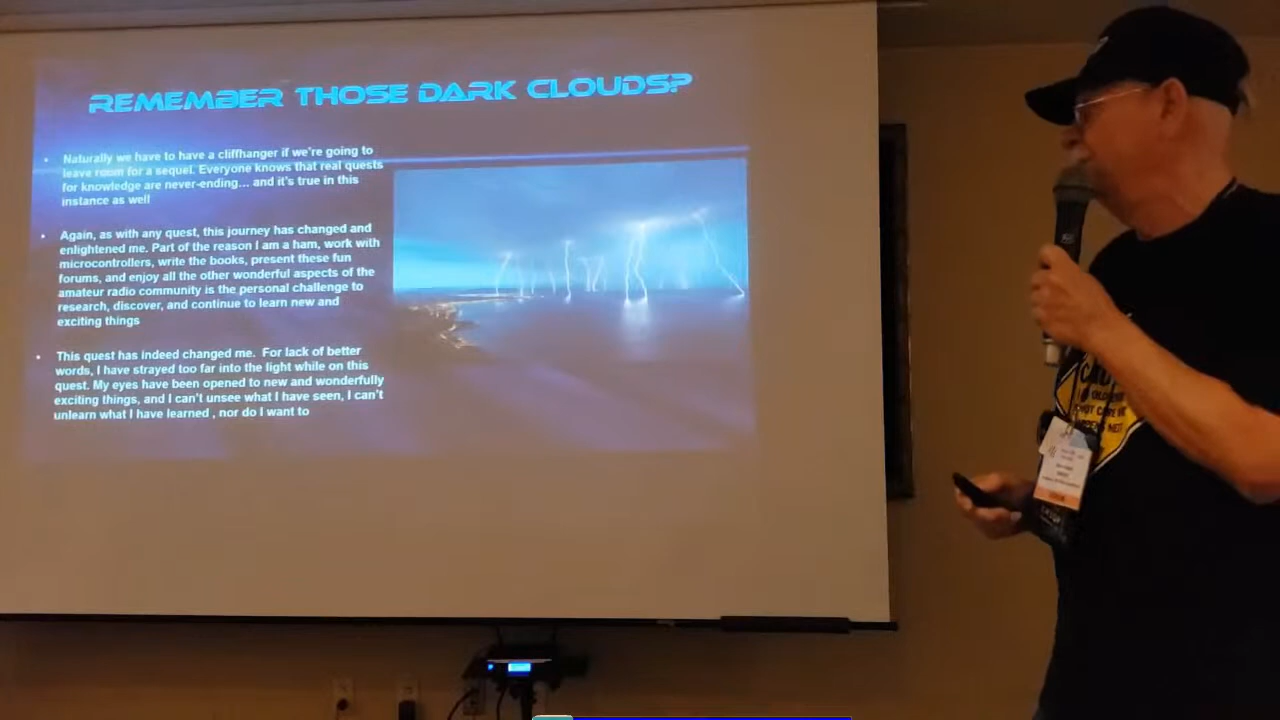 REMEMBER THOSE DARK CLOUDS?
• Naturally we have to have a cliffhanger if we're going to
leave room for a sequel. Everyone knows that real quests
for knowledge are never-ending... and it's true in this
instance as well
• Again, as with any quest, this journey has changed and
enlightened me. Part of the reason I am a ham, work with
microcontrollers, write the books, present these fun
forums, and enjoy all the other wonderful aspects of the
amateur radio community is the personal challenge to
research, discover, and continue to learn new and
exciting things
• This quest has indeed changed me.  For lack of better
words, I have strayed too far into the light while on this
quest. My eyes have been opened to new and wonderfully
exciting things, and I can't unsee what I have seen, I can't
unlearn what I have learned , nor do I want to